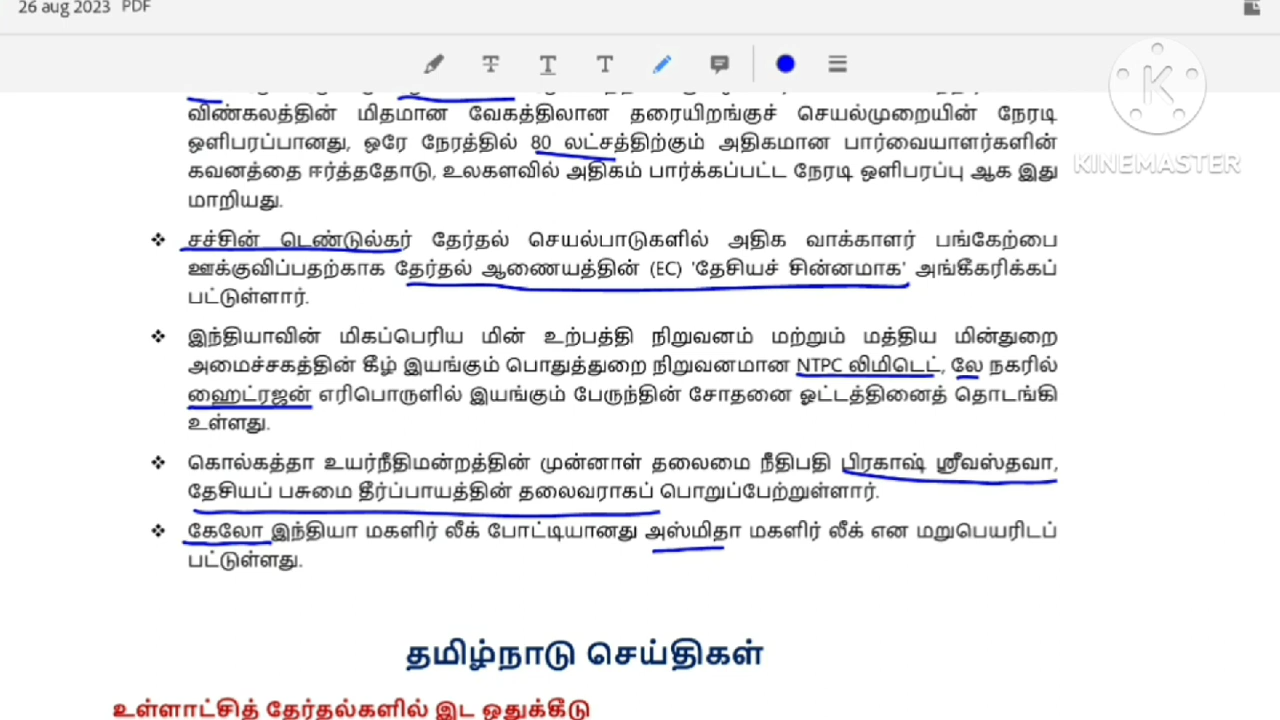 26 aug 2023 PDF
KINEMASTER
விண்கலத்தின் மிதமான வேகத்திலான தரையிறங்குச் செயல்முறையின் நேரடி
ஒளிபரப்பானது, ஒரே நேரத்தில் 80 லட்சத்திற்கும் அதிகமான பார்வையாளர்களின்
கவனத்தை ஈர்த்ததோடு, உலகளவில் அதிகம் பார்க்கப்பட்ட நேரடி ஒளிபரப்பு ஆக இது
மாறியது.
❖ சச்சின் டெண்டுல்கர் தேர்தல் செயல்பாடுகளில் அதிக வாக்காளர் பங்கேற்பை
ஊக்குவிப்பதற்காக தேர்தல் ஆணையத்தின் (EC) 'தேசியச் சின்னமாக' அங்கீகரிக்கப்
பட்டுள்ளார்.
❖ இந்தியாவின் மிகப்பெரிய மின் உற்பத்தி நிறுவனம் மற்றும் மத்திய மின்துறை
அமைச்சகத்தின் கீழ் இயங்கும் பொதுத்துறை நிறுவனமான NTPC லிமிடெட், லே நகரில்
ஹைட்ரஜன் எரிபொருளில் இயங்கும் பேருந்தின் சோதனை ஓட்டத்தினைத் தொடங்கி
உள்ளது.
❖ கொல்கத்தா உயர்நீதிமன்றத்தின் முன்னாள் தலைமை நீதிபதி பிரகாஷ் ஸ்ரீவஸ்தவா,
தேசியப் பசுமை தீர்ப்பாயத்தின் தலைவராகப் பொறுப்பேற்றுள்ளார்.
❖ கேலோ இந்தியா மகளிர் லீக் போட்டியானது அஸ்மிதா மகளிர் லீக் என மறுபெயரிடப்
பட்டுள்ளது.
தமிழ்நாடு செய்திகள்
உள்ளாட்சித் தேர்தல்களில் இட ஒதுக்கீடு